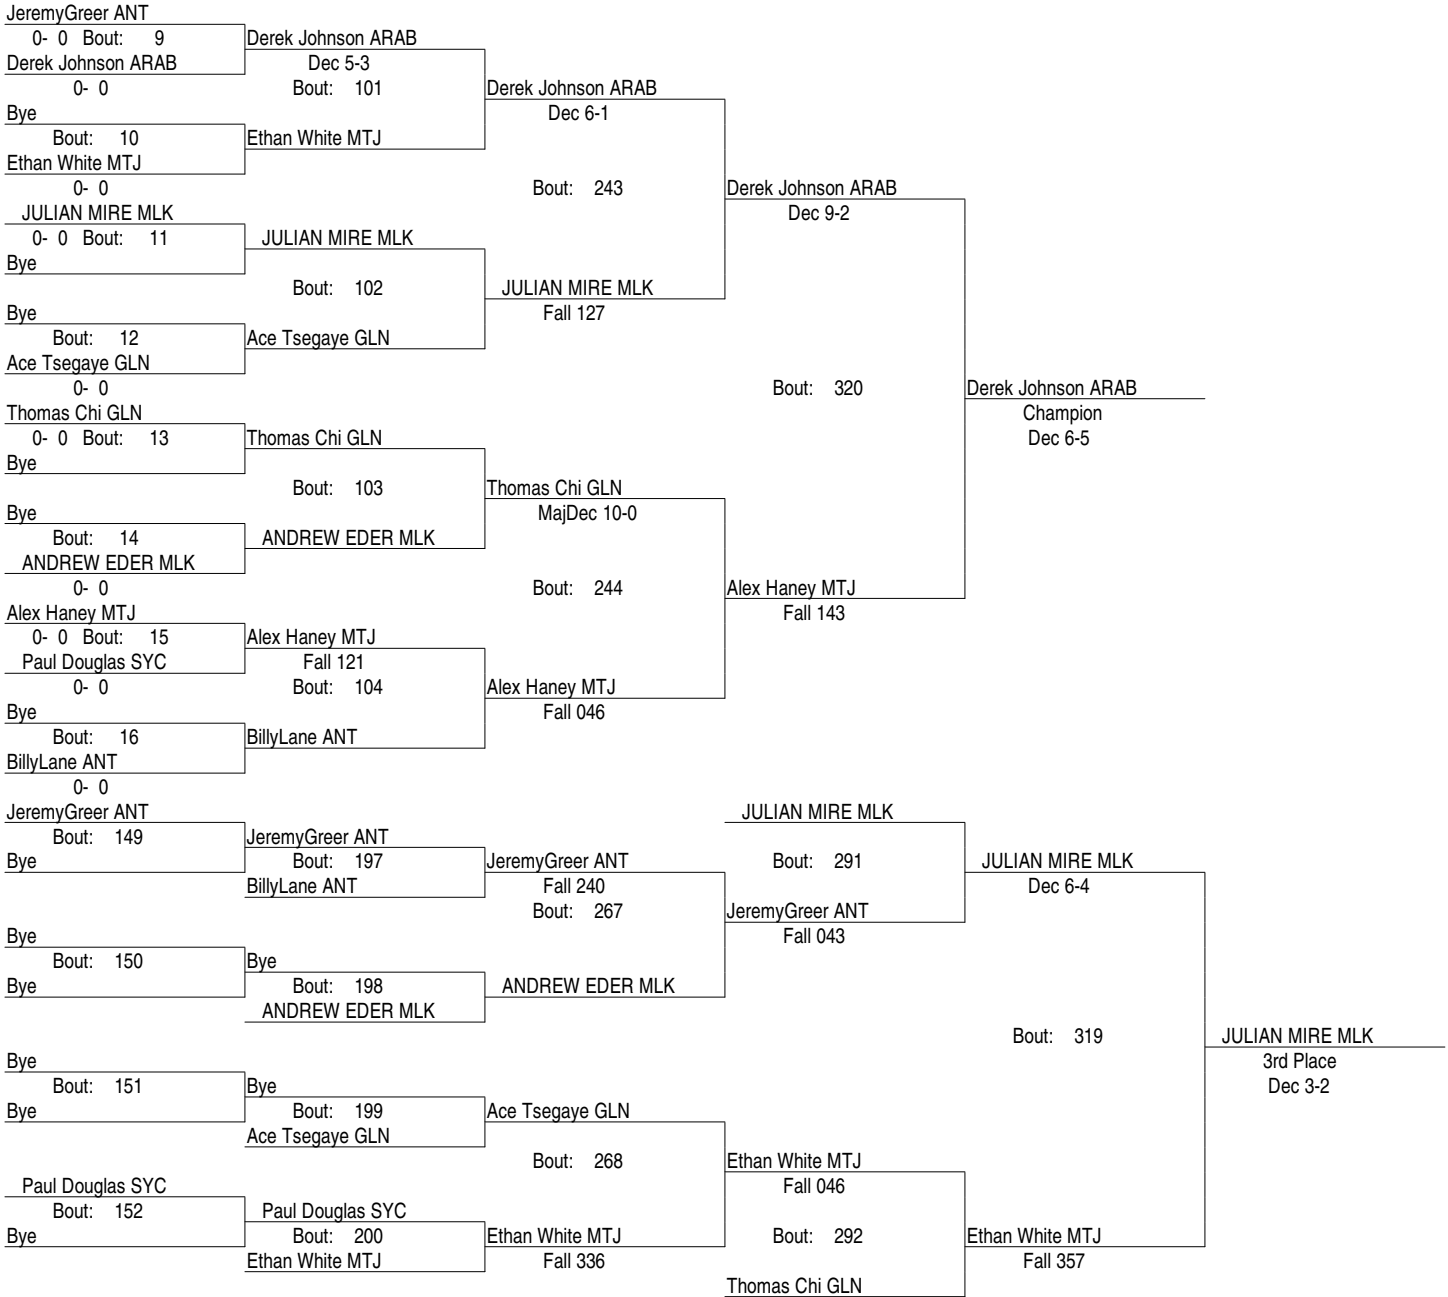 JeremyGreer ANT
0- 0 Bout: 9 Derek Johnson ARAB
Derek Johnson ARAB Dec 5-3
0- 0 Bout: 101 Derek Johnson ARAB
Bye Dec 6-1
Bout: 10 Ethan White MTJ
Ethan White MTJ
0- 0 Bout: 243 Derek Johnson ARAB
JULIAN MIRE MLK Dec 9-2
0- 0 Bout: 11 JULIAN MIRE MLK
Bye
Bout: 102 JULIAN MIRE MLK
Bye Fall 127
Bout: 12 Ace Tsegaye GLN
Ace Tsegaye GLN
0- 0 Bout: 320 Derek Johnson ARAB
Thomas Chi GLN Champion
0- 0 Bout: 13 Thomas Chi GLN Dec 6-5
Bye
Bout: 103 Thomas Chi GLN
Bye MajDec 10-0
Bout: 14 ANDREW EDER MLK
ANDREW EDER MLK
0- 0 Bout: 244 Alex Haney MTJ
Alex Haney MTJ Fall 143
0- 0 Bout: 15 Alex Haney MTJ
Paul Douglas SYC Fall 121
0- 0 Bout: 104 Alex Haney MTJ
Bye Fall 046
Bout: 16 BillyLane ANT
BillyLane ANT
0- 0
JeremyGreer ANT JULIAN MIRE MLK
Bout: 149 JeremyGreer ANT
Bye Bout: 197 JeremyGreer ANT Bout: 291 JULIAN MIRE MLK
BillyLane ANT Fall 240 Dec 6-4
Bout: 267 JeremyGreer ANT
Bye Fall 043
Bout: 150 Bye
Bye Bout: 198 ANDREW EDER MLK
ANDREW EDER MLK
Bout: 319 JULIAN MIRE MLK
Bye 3rd Place
Bout: 151 Bye Dec 3-2
Bye Bout: 199 Ace Tsegaye GLN
Ace Tsegaye GLN
Bout: 268 Ethan White MTJ
Paul Douglas SYC Fall 046
Bout: 152 Paul Douglas SYC
Bye Bout: 200 Ethan White MTJ Bout: 292 Ethan White MTJ
Ethan White MTJ Fall 336 Fall 357
Thomas Chi GLN